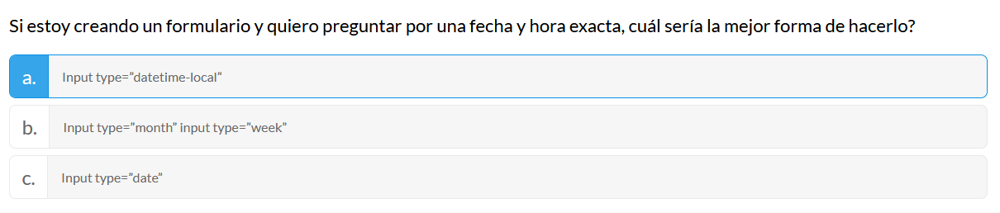 Si estoy creando un formulario y quiero preguntar por una fecha y hora exacta, cuál sería la mejor forma de hacerlo?
a. Input type=”datetime-local”
b. Input type=”month” input type=”week”
c. Input type=”date”